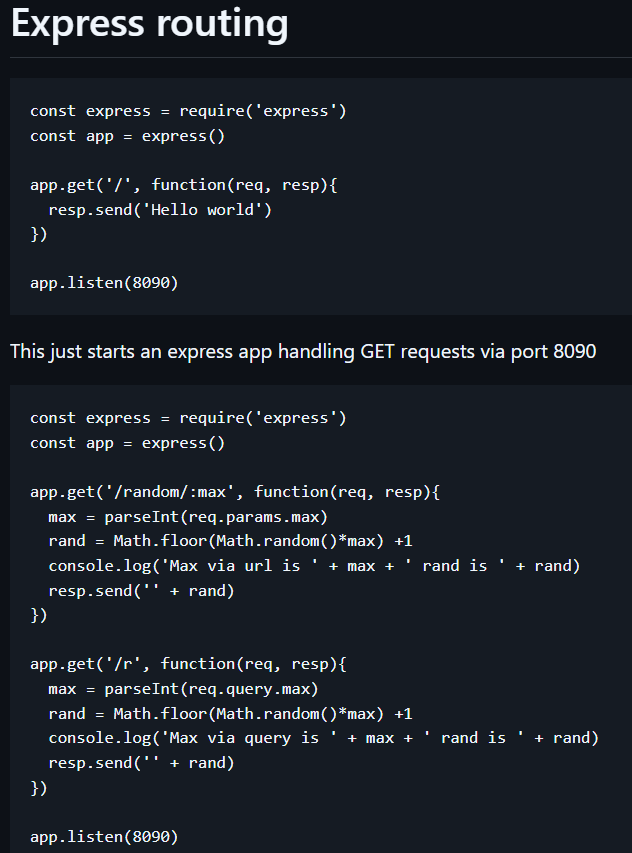 Express routing
const express = require('express')
const app = express()
app.get('/', function(req, resp){
  resp.send('Hello world')
})
app.listen(8090)
This just starts an express app handling GET requests via port 8090
const express = require('express')
const app = express()
app.get('/random/:max', function(req, resp){
  max = parseInt(req.params.max)
  rand = Math.floor(Math.random()*max) +1
  console.log('Max via url is ' + max + ' rand is ' + rand)
  resp.send('' + rand)
})
app.get('/r', function(req, resp){
  max = parseInt(req.query.max)
  rand = Math.floor(Math.random()*max) +1
  console.log('Max via query is ' + max + ' rand is ' + rand)
  resp.send('' + rand)
})
app.listen(8090)